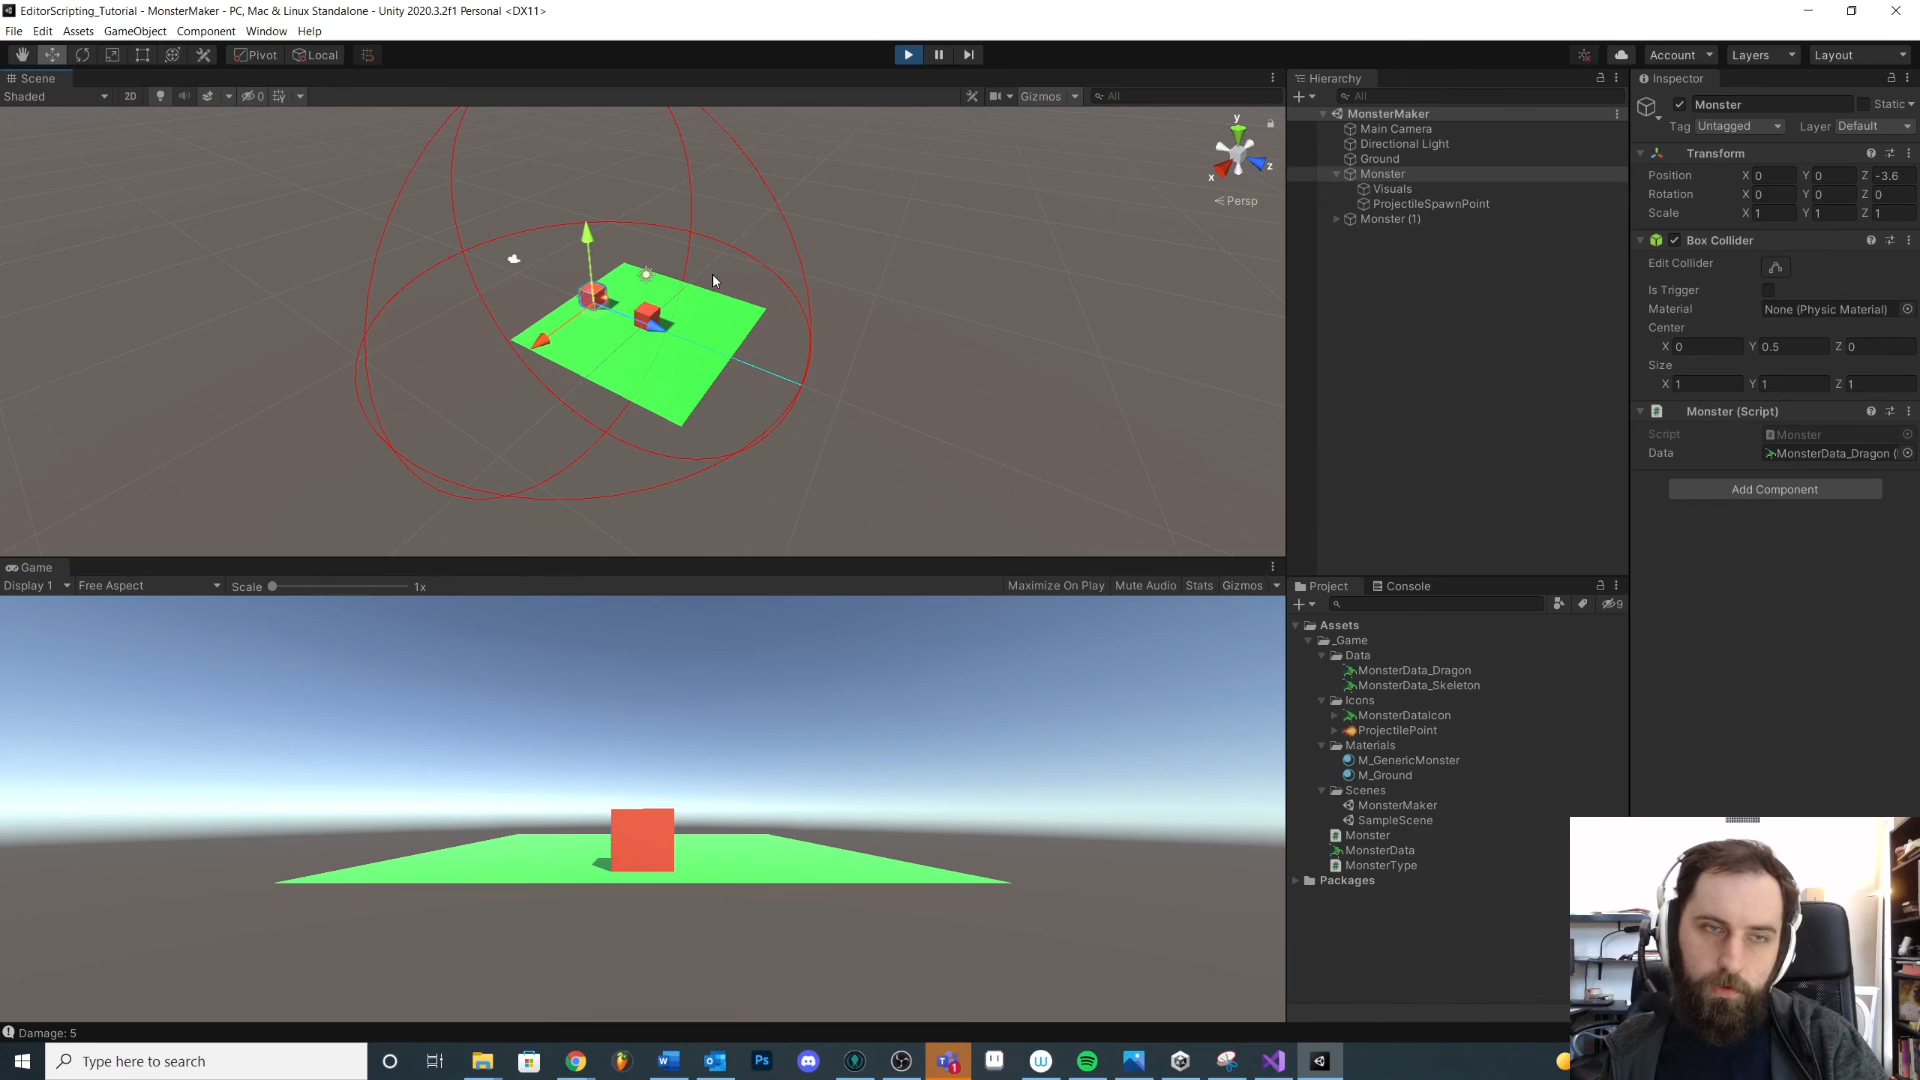 EditorScripting_Tutorial - MonsterMaker - PC, Mac & Linux Standalone - Unity 2020.3.2f1 Personal <DX11>
File Edit Assets GameObject Component Window Help
Pivot Local Account Layers Layout
Scene
Shaded 2D 0 Gizmos All
y
x
z
Persp
Hierarchy
All
MonsterMaker
Main Camera
Directional Light
Ground
Monster
Visuals
ProjectileSpawnPoint
Monster (1)
Inspector
Monster Static
Tag Untagged Layer Default
Transform
Position X 0 Y 0 Z -3.6
Rotation X 0 Y 0 Z 0
Scale X 1 Y 1 Z 1
Box Collider
Edit Collider
Is Trigger
Material None (Physic Material)
Center
X 0 Y 0.5 Z 0
Size
X 1 Y 1 Z 1
Monster (Script)
Script Monster
Data MonsterData_Dragon (
Add Component
Game
Display 1 Free Aspect Scale 1x Maximize On Play Mute Audio Stats Gizmos
Project Console
9
Assets
_Game
Data
MonsterData_Dragon
MonsterData_Skeleton
Icons
MonsterDataIcon
ProjectilePoint
Materials
M_GenericMonster
M_Ground
Scenes
MonsterMaker
SampleScene
Monster
MonsterData
MonsterType
Packages
Damage: 5
Type here to search